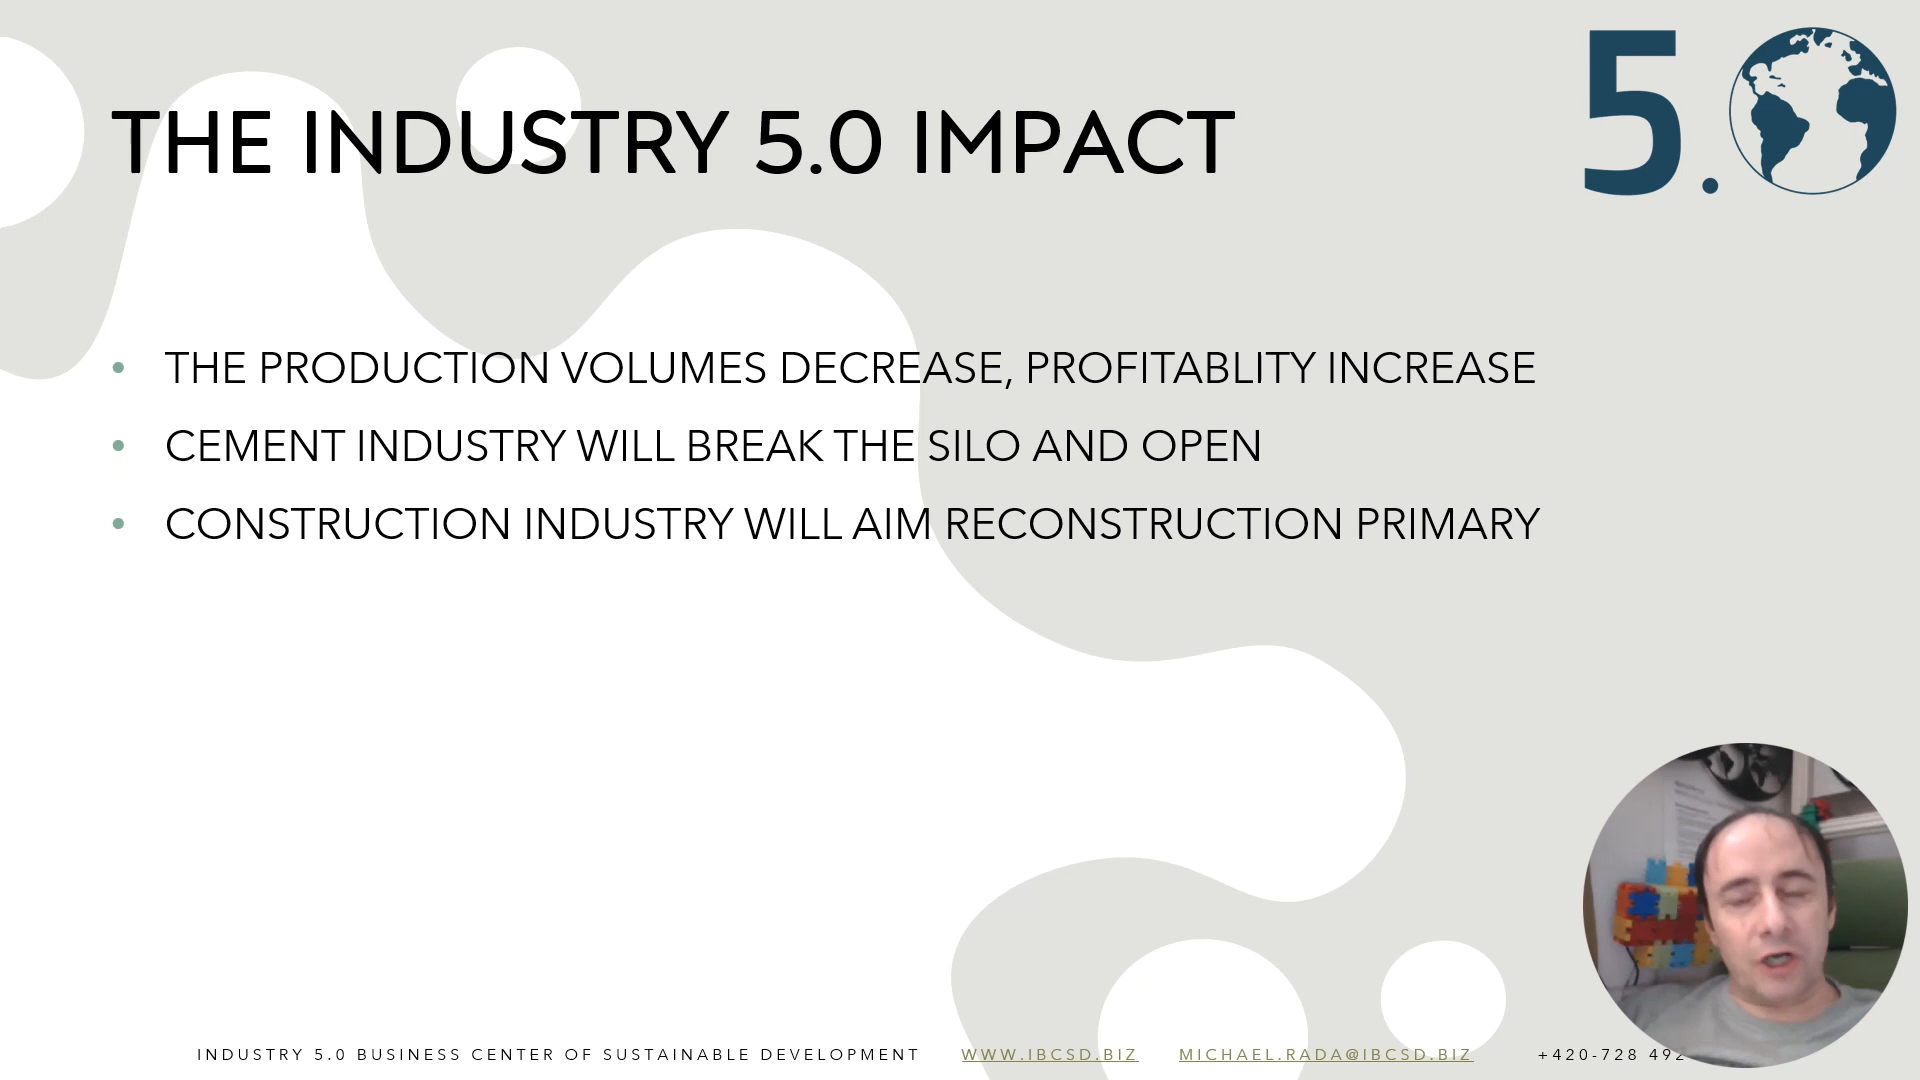 THE INDUSTRY 5.0 IMPACT
5.
• THE PRODUCTION VOLUMES DECREASE, PROFITABLITY INCREASE
• CEMENT INDUSTRY WILL BREAK THE SILO AND OPEN
• CONSTRUCTION INDUSTRY WILL AIM RECONSTRUCTION PRIMARY
INDUSTRY 5.0 BUSINESS CENTER OF SUSTAINABLE DEVELOPMENT WWW.IBCSD.BIZ MICHAEL.RADA@IBCSD.BIZ +420-728 492